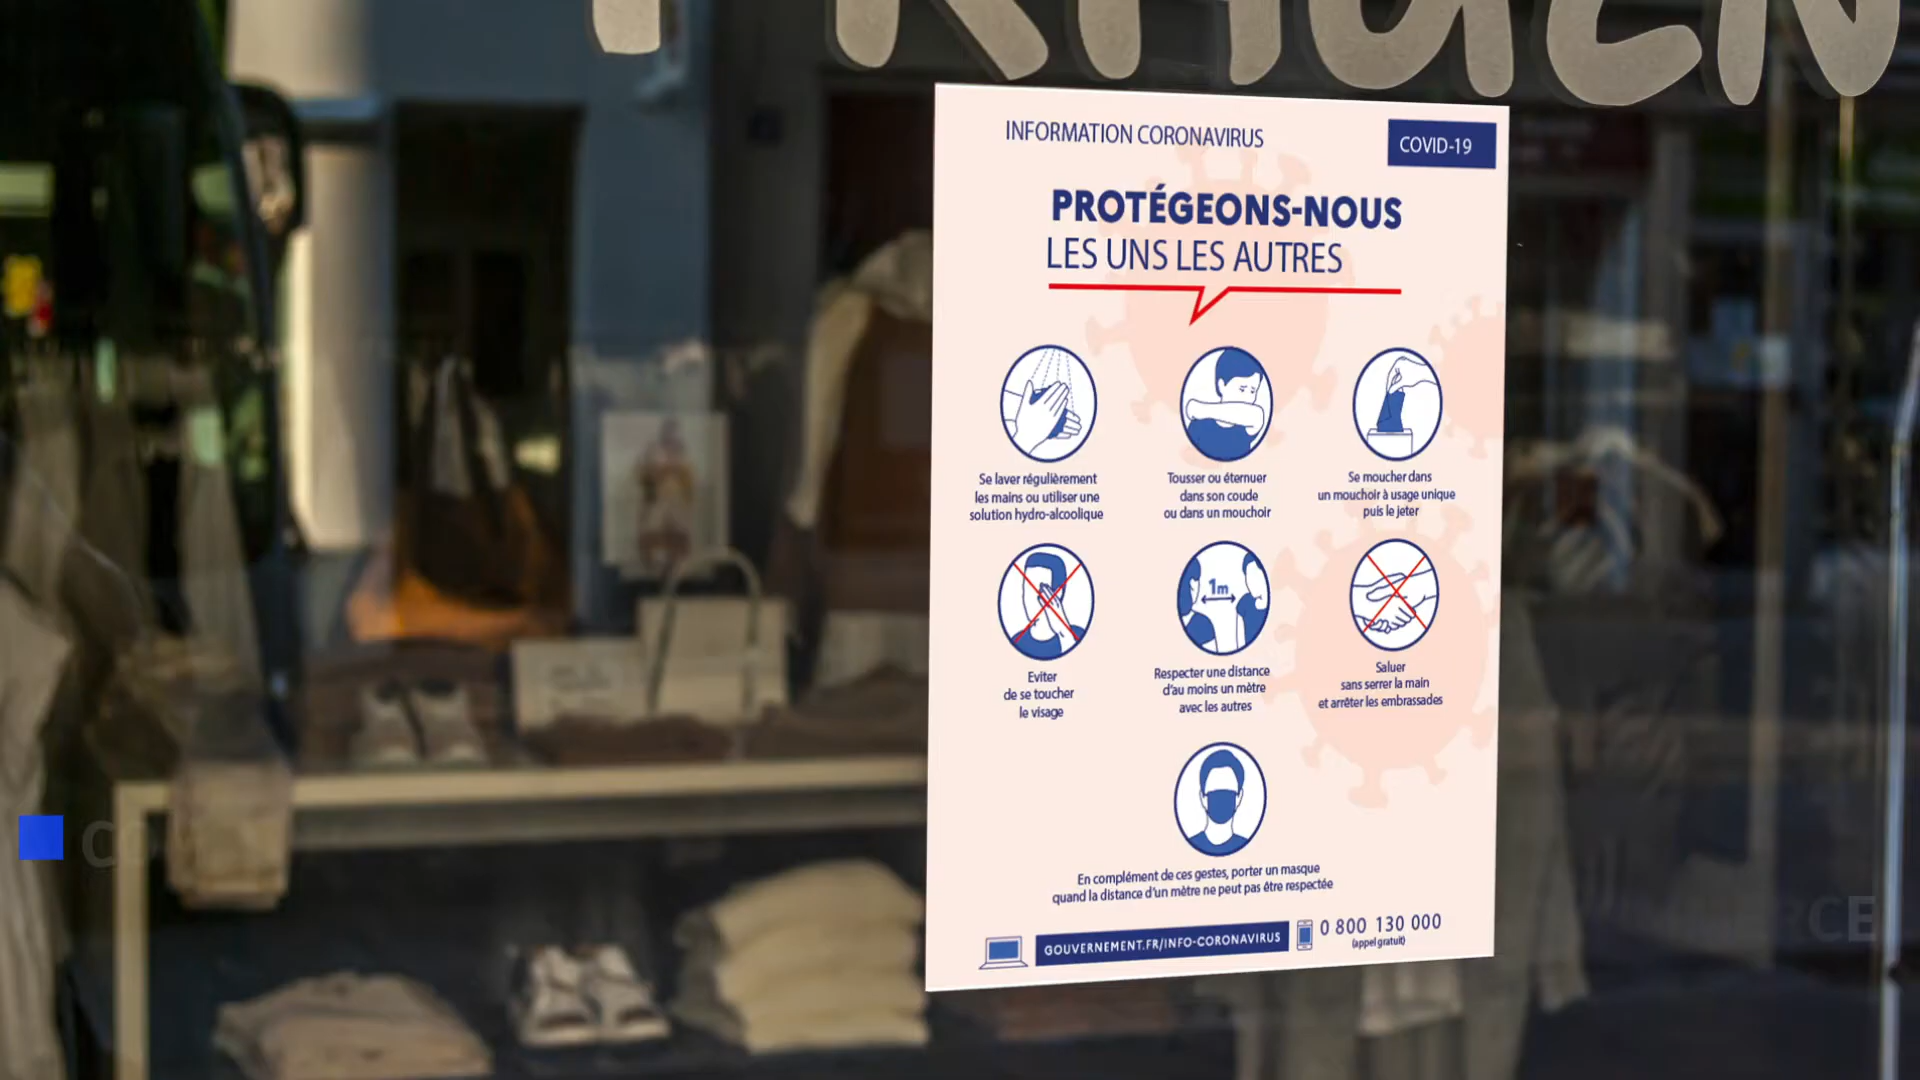 INFORMATION CORONAVIRUS
COVID-19
PROTÉGEONS-NOUS
LES UNS LES AUTRES
Se laver régulièrement
les mains ou utiliser une
solution hydro-alcoolique
Tousser ou éternuer
dans son coude
ou dans un mouchoir
Se moucher dans
un mouchoir à usage unique
puis le jeter
Eviter
de se toucher
le visage
1m
Respecter une distance
d'au moins un mètre
avec les autres
Saluer
sans serrer la main
et arrêter les embrassades
En complément de ces gestes, porter un masque
quand la distance d'un mètre ne peut pas être respectée
GOUVERNEMENT.FR/INFO-CORONAVIRUS
0 800 130 000
(appel gratuit)